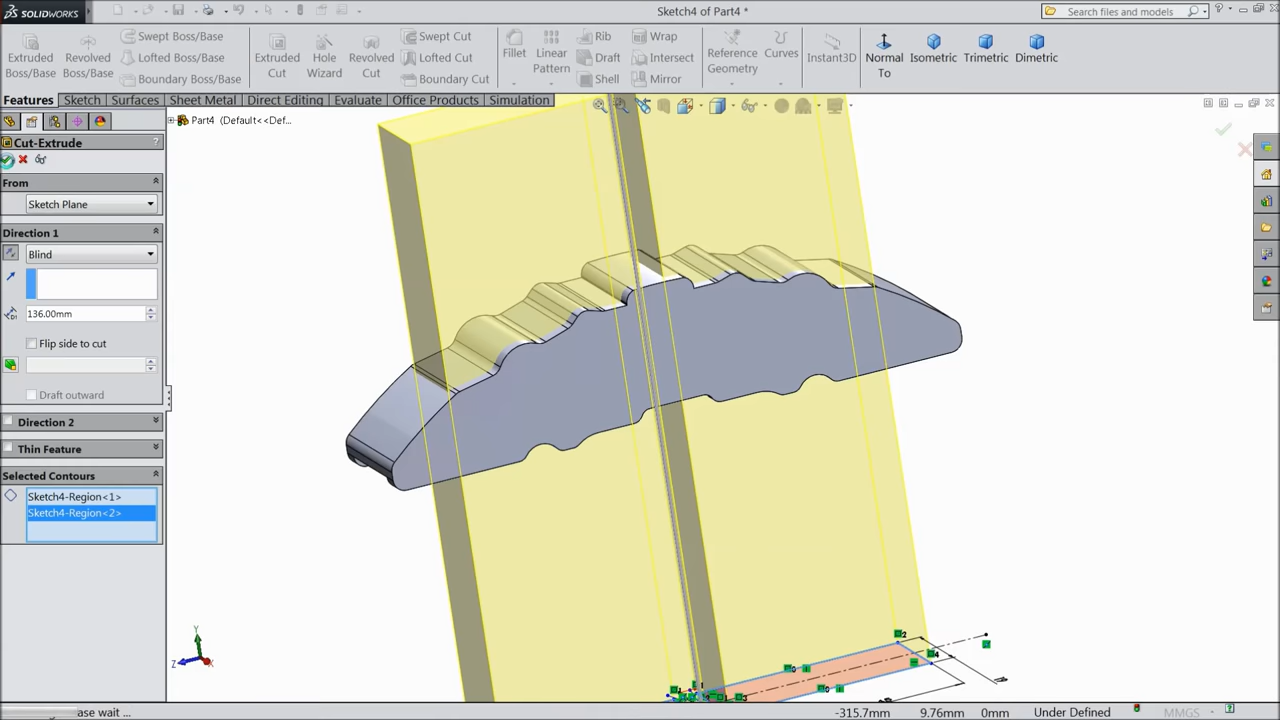 SOLIDWORKS
Sketch4 of Part4 *
Search files and models
Extruded Boss/Base
Revolved Boss/Base
Swept Boss/Base
Lofted Boss/Base
Boundary Boss/Base
Extruded Cut
Hole Wizard
Revolved Cut
Swept Cut
Lofted Cut
Boundary Cut
Fillet
Linear Pattern
Rib
Draft
Shell
Wrap
Intersect
Mirror
Reference Geometry
Curves
Instant3D
Normal To
Isometric
Trimetric
Dimetric
Features
Sketch
Surfaces
Sheet Metal
Direct Editing
Evaluate
Office Products
Simulation
Part4 (Default<<Def...
Cut-Extrude
?
From
Sketch Plane
Direction 1
Blind
136.00mm
Flip side to cut
Draft outward
Direction 2
Thin Feature
Selected Contours
Sketch4-Region<1>
Sketch4-Region<2>
Y
Z
X
ase wait ...
-315.7mm
9.76mm
0mm
Under Defined
MMGS